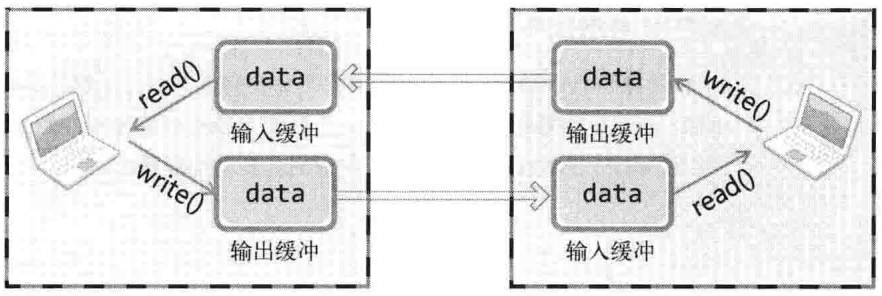 read()
data
输入缓冲
write()
data
输出缓冲
data
write()
输出缓冲
data
read()
输入缓冲